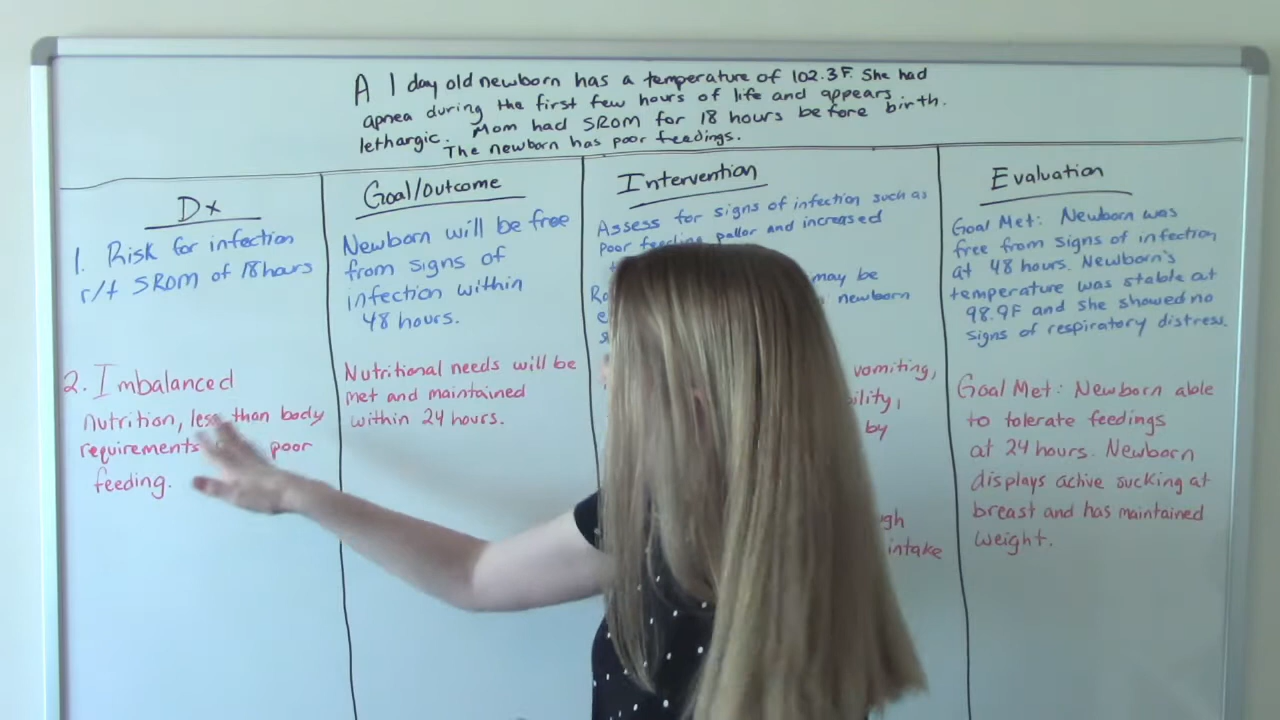 A 1 day old newborn has a temperature of 102.3F. She had
apnea during the first few hours of life and appears
lethargic. Mom had SROM for 18 hours before birth.
The newborn has poor feedings.
Dx
1. Risk for infection
r/t SROM of 18hours
2. Imbalanced
nutrition, less than body
requirements poor
feeding.
Goal/outcome
Newborn will be free
from signs of
infection within
48 hours.
Nutritional needs will be
met and maintained
within 24 hours.
Intervention
Assess for signs of infection such as
poor feeding pallor and increased
may be
newborn
vomiting,
by
intake
Evaluation
Goal Met: Newborn was
free from signs of infection
at 48 hours. Newborn's
temperature was stable at
98.9F and she showed no
signs of respiratory distress.
Goal Met: Newborn able
to tolerate feedings
at 24 hours. Newborn
displays active sucking at
breast and has maintained
weight.